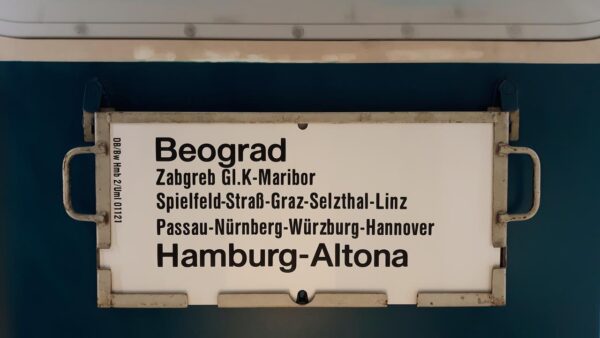 Beograd
Zabgreb Gl.K-Maribor
Spielfeld-Straß-Graz-Selzthal-Linz
Passau-Nürnberg-Würzburg-Hannover
Hamburg-Altona
DB/Bw Hmb 2/Uml 01121